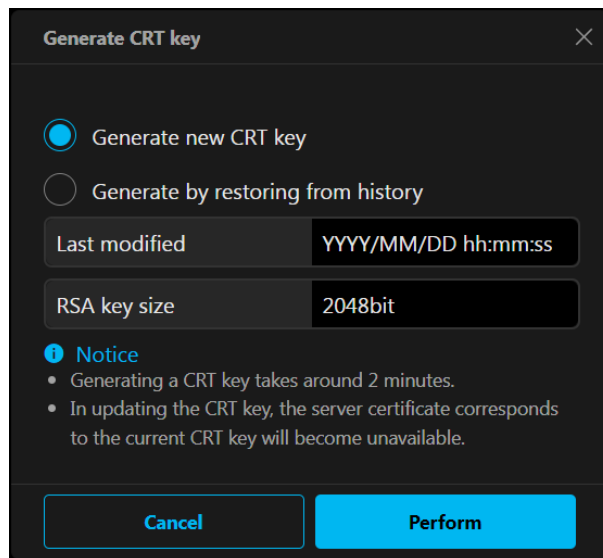 Generate CRT key
Generate new CRT key
Generate by restoring from history
Last modified YYYY/MM/DD hh:mm:ss
RSA key size 2048bit
Notice
• Generating a CRT key takes around 2 minutes.
• In updating the CRT key, the server certificate corresponds
to the current CRT key will become unavailable.
Cancel Perform